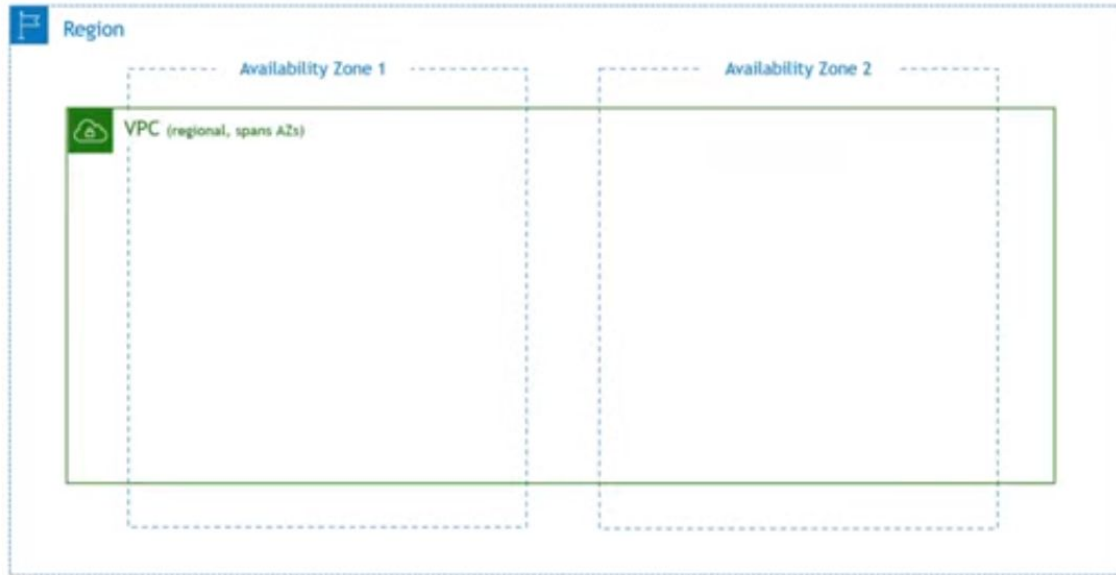 Region
Availability Zone 1
Availability Zone 2
VPC (regional, spans AZs)